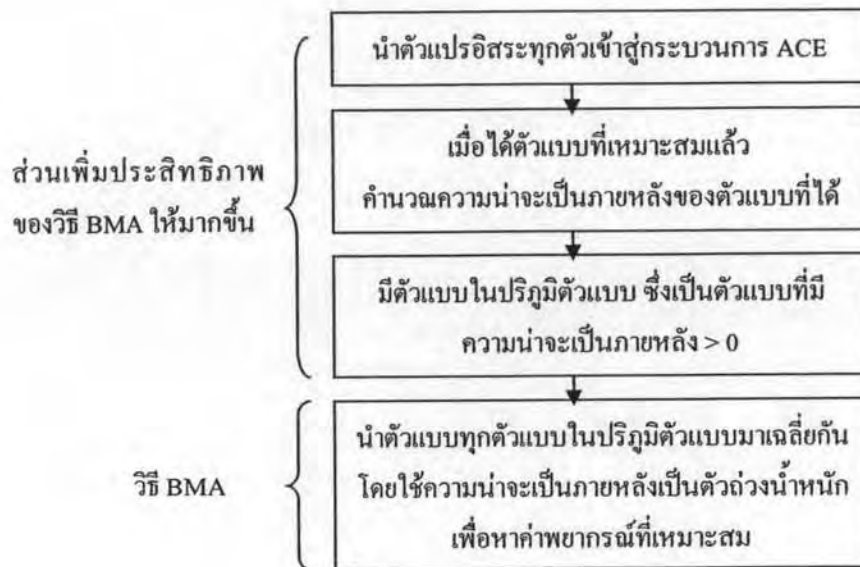 นำตัวแปรอิสระทุกตัวเข้าสู่กระบวนการ ACE
เมื่อได้ตัวแบบที่เหมาะสมแล้ว
คำนวณความน่าจะเป็นภายหลังของตัวแบบที่ได้
ส่วนเพิ่มประสิทธิภาพ
ของวิธี BMA ให้มากขึ้น
มีตัวแบบในปริภูมิตัวแบบ ซึ่งเป็นตัวแบบที่มี
ความน่าจะเป็นภายหลัง > 0
นำตัวแบบทุกตัวแบบในปริภูมิตัวแบบมาเฉลี่ยกัน
โดยใช้ความน่าจะเป็นภายหลังเป็นตัวถ่วงน้ำหนัก
เพื่อหาค่าพยากรณ์ที่เหมาะสม
วิธี BMA